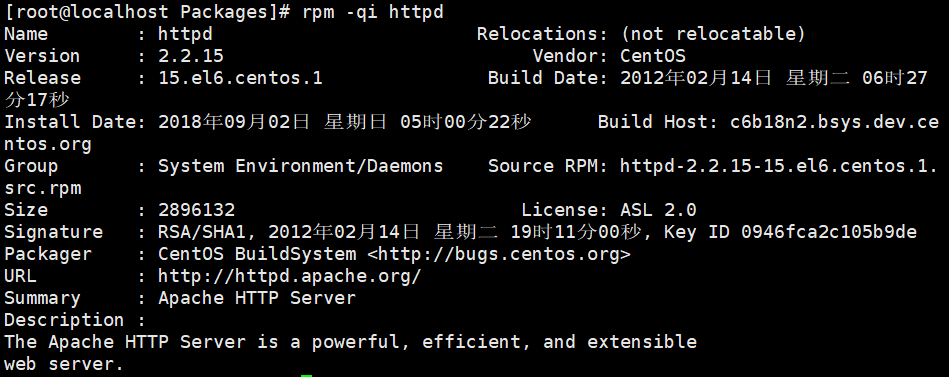 [root@localhost Packages]# rpm -qi httpd
Name        : httpd                        Relocations: (not relocatable)
Version     : 2.2.15                            Vendor: CentOS
Release     : 15.el6.centos.1               Build Date: 2012年02月14日 星期二 06时27
分17秒
Install Date: 2018年09月02日 星期日 05时00分22秒      Build Host: c6b18n2.bsys.dev.ce
ntos.org
Group       : System Environment/Daemons    Source RPM: httpd-2.2.15-15.el6.centos.1.
src.rpm
Size        : 2896132                          License: ASL 2.0
Signature   : RSA/SHA1, 2012年02月14日 星期二 19时11分00秒, Key ID 0946fca2c105b9de
Packager    : CentOS BuildSystem <http://bugs.centos.org>
URL         : http://httpd.apache.org/
Summary     : Apache HTTP Server
Description :
The Apache HTTP Server is a powerful, efficient, and extensible
web server.